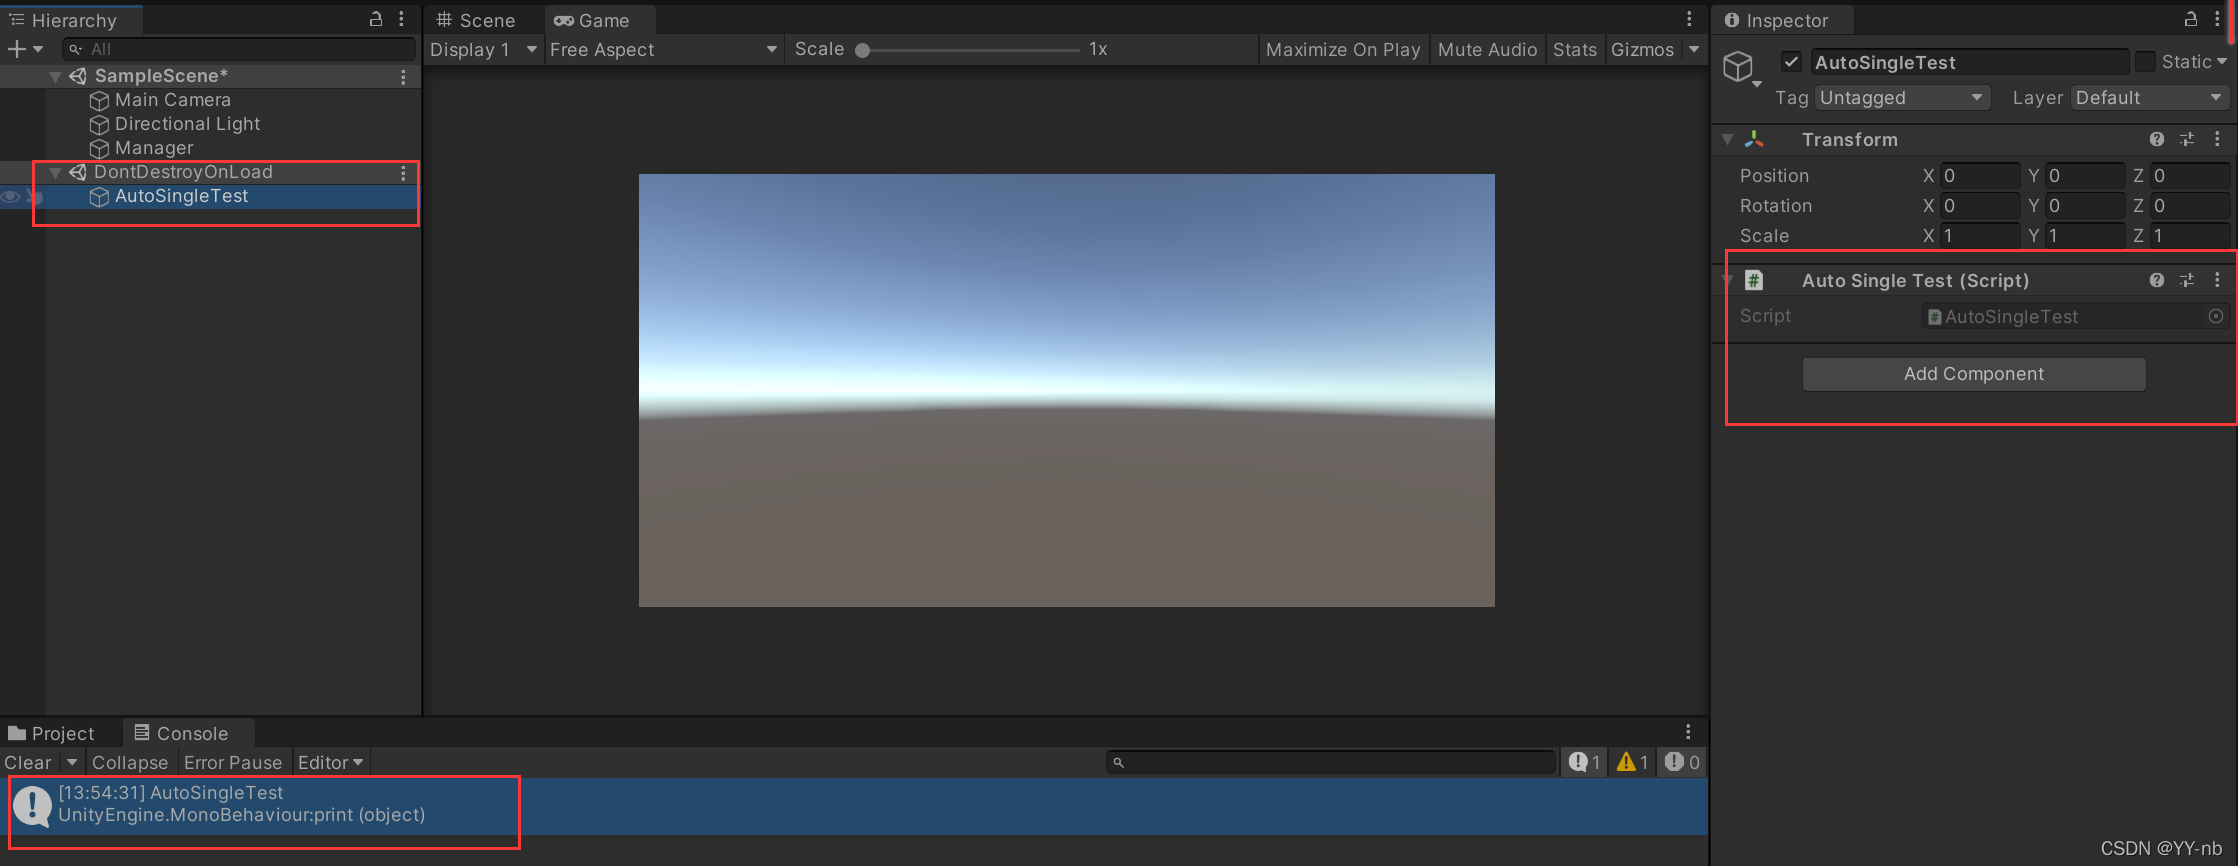 Hierarchy
All
SampleScene*
Main Camera
Directional Light
Manager
DontDestroyOnLoad
AutoSingleTest
Scene
Game
Display 1
Free Aspect
Scale
1x
Maximize On Play
Mute Audio
Stats
Gizmos
Inspector
AutoSingleTest
Static
Tag
Untagged
Layer
Default
Transform
Position X 0 Y 0 Z 0
Rotation X 0 Y 0 Z 0
Scale X 1 Y 1 Z 1
Auto Single Test (Script)
Script
AutoSingleTest
Add Component
Project
Console
Clear
Collapse
Error Pause
Editor
1
1
0
[13:54:31] AutoSingleTest
UnityEngine.MonoBehaviour:print (object)
CSDN @YY-nb